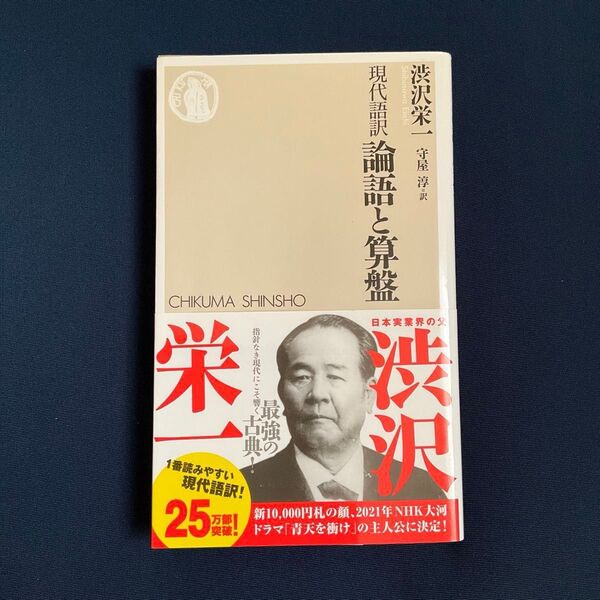 渋沢栄一
Shibusawa Eiichi
守� 淳=訳
現代語訳
論語と算盤
CHIKUMA SHINSHO
日本実業界の父
渋沢
栄一
指針なき現代にこそ響く
最強の
古典!
1番読みやすい
現代語訳!
25万部
突破!
新10,000円札の顔、2021年NHK大河
ドラマ「青天を衝け」の主人公に決定!